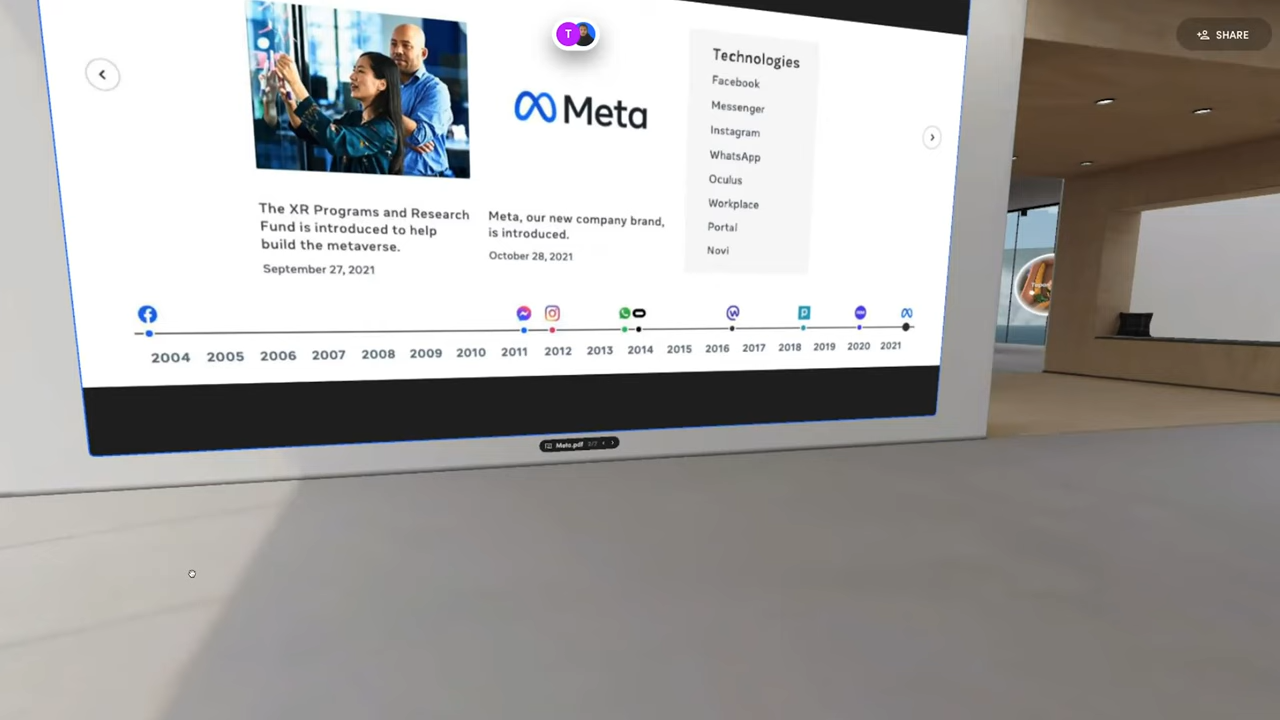 T
SHARE
Meta
Technologies
Facebook
Messenger
Instagram
WhatsApp
Oculus
Workplace
Portal
Novi
The XR Programs and Research
Fund is introduced to help
build the metaverse.
September 27, 2021
Meta, our new company brand,
is introduced.
October 28, 2021
2004 2005 2006 2007 2008 2009 2010 2011 2012 2013 2014 2015 2016 2017 2018 2019 2020 2021
Meta.pdf